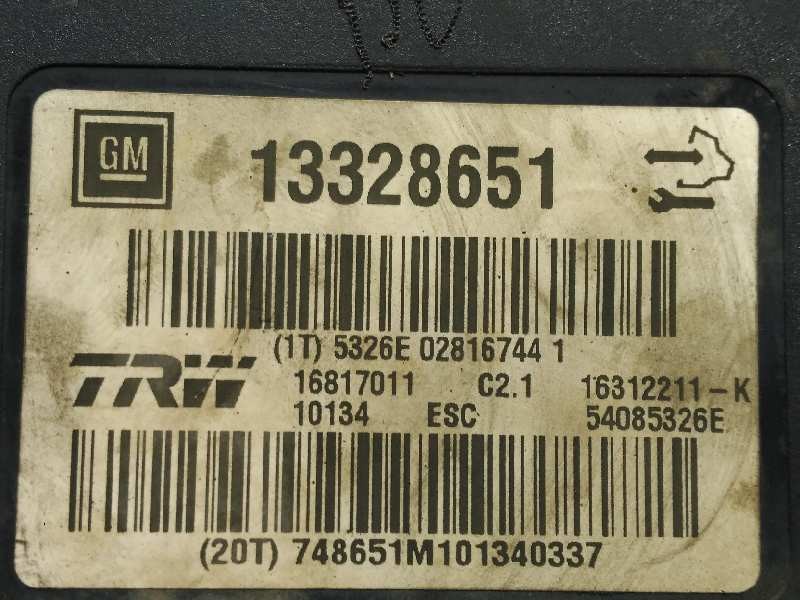 GM 13328651
(1T) 5326E 02816744 1
TRW
16817011 C2.1 16312211-K
10134 ESC 54085326E
(20T) 748651M101340337